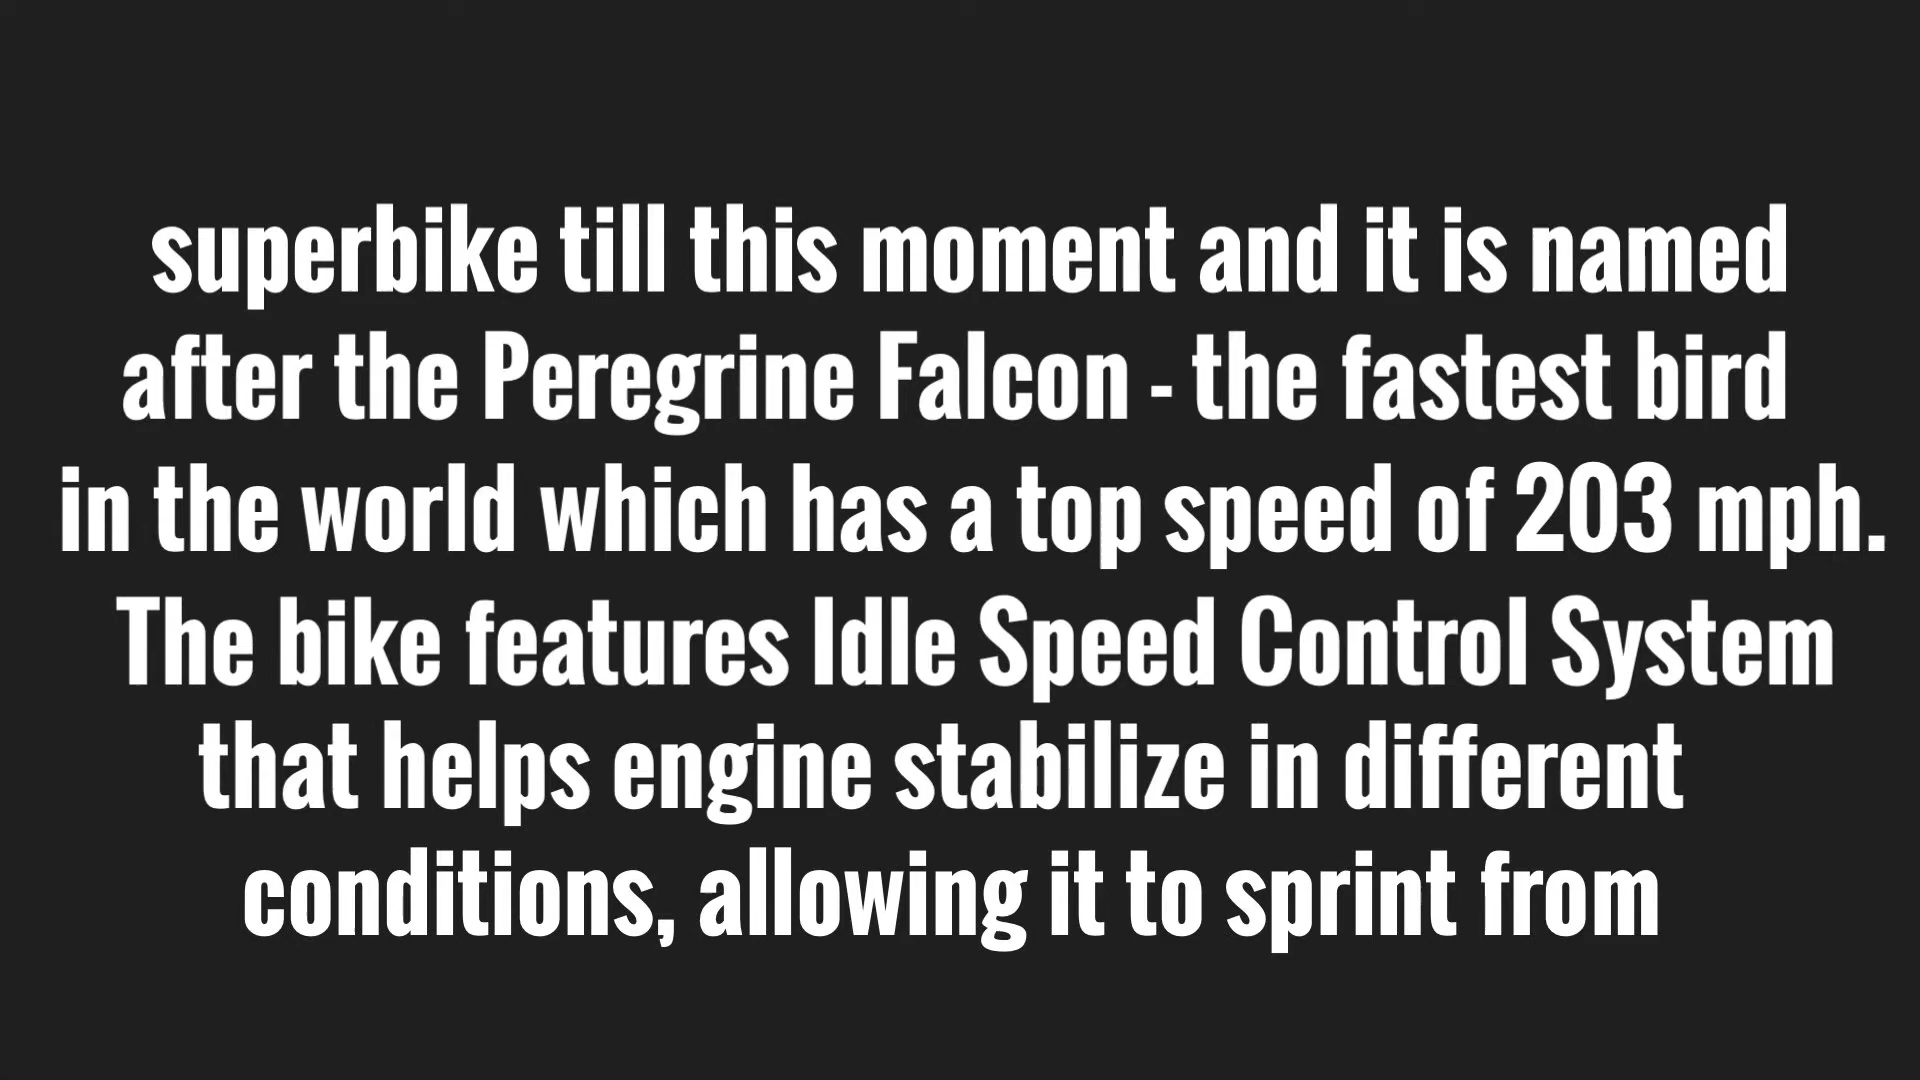 superbike till this moment and it is named
after the Peregrine Falcon - the fastest bird
in the world which has a top speed of 203 mph.
The bike features Idle Speed Control System
that helps engine stabilize in different
conditions, allowing it to sprint from